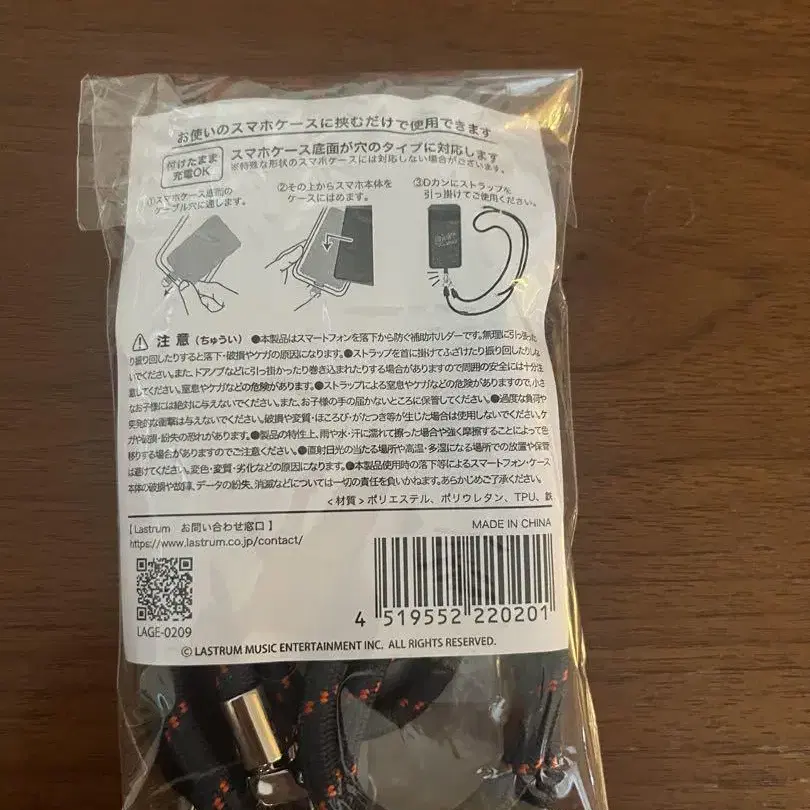 お使いのスマホケースに挟むだけで使用できます
付けたまま
充電OK
スマホケース底面が穴のタイプに対応します
※特殊な形状のスマホケースには対応しない場合がございます。
①スマホケース底面の
ケーブル穴に通します。
②その上からスマホ本体を
ケースにはめます。
③Dカンにストラップを
引っ掛けてご使用ください。
注意(ちゅうい) ●本製品はスマートフォンを落下から防ぐ補助ホルダーです。無理に引っ張った
り振り回したりすると落下・破損やケガの原因になります。●ストラップを首に掛けてふざけたり振り回したりしな
いでください。また、ドアノブなどに引っ掛かったり巻き込まれたりする場合がありますので周囲の安全には十分注
意してください。窒息やケガなどの危険があります。●ストラップによる窒息やケガなどの危険がありますので、小さ
なお子様には絶対に与えないでください。また、お子様の手の届かないところに保管してください。●過度な負荷や
突発的な衝撃は与えないでください。破損や変質・ほころび・がたつき等が生じた場合は使用しないでください。ケ
ガや破損・紛失の恐れがあります。●製品の特性上、雨や水・汗に濡れて擦った場合や強く摩擦することによって色
移りする場合がありますのでご注意ください。●直射日光の当たる場所や高温・多湿になる場所での放置や保管
は避けてください。変色・変質・劣化などの原因になります。●本製品使用時の落下等によるスマートフォン・ケース
本体の破損や故障、データの紛失、消滅などについては一切の責任を負いかねます。あらかじめご了承ください。
<材質>ポリエステル、ポリウレタン、TPU、鉄
【Lastrum お問い合わせ窓口】
https://www.lastrum.co.jp/contact/
MADE IN CHINA
LAGE-0209
4 519552 220201
© LASTRUM MUSIC ENTERTAINMENT INC. ALL RIGHTS RESERVED.